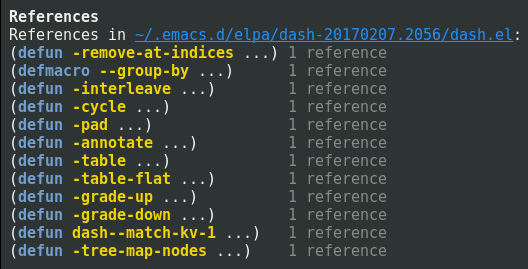 References
References in ~/.emacs.d/elpa/dash-20170207.2056/dash.el:
(defun -remove-at-indices ...) 1 reference
(defmacro --group-by ...)      1 reference
(defun -interleave ...)        1 reference
(defun -cycle ...)             1 reference
(defun -pad ...)               1 reference
(defun -annotate ...)          1 reference
(defun -table ...)             1 reference
(defun -table-flat ...)        1 reference
(defun -grade-up ...)          1 reference
(defun -grade-down ...)        1 reference
(defun dash--match-kv-1 ...)   1 reference
(defun -tree-map-nodes ...)    1 reference